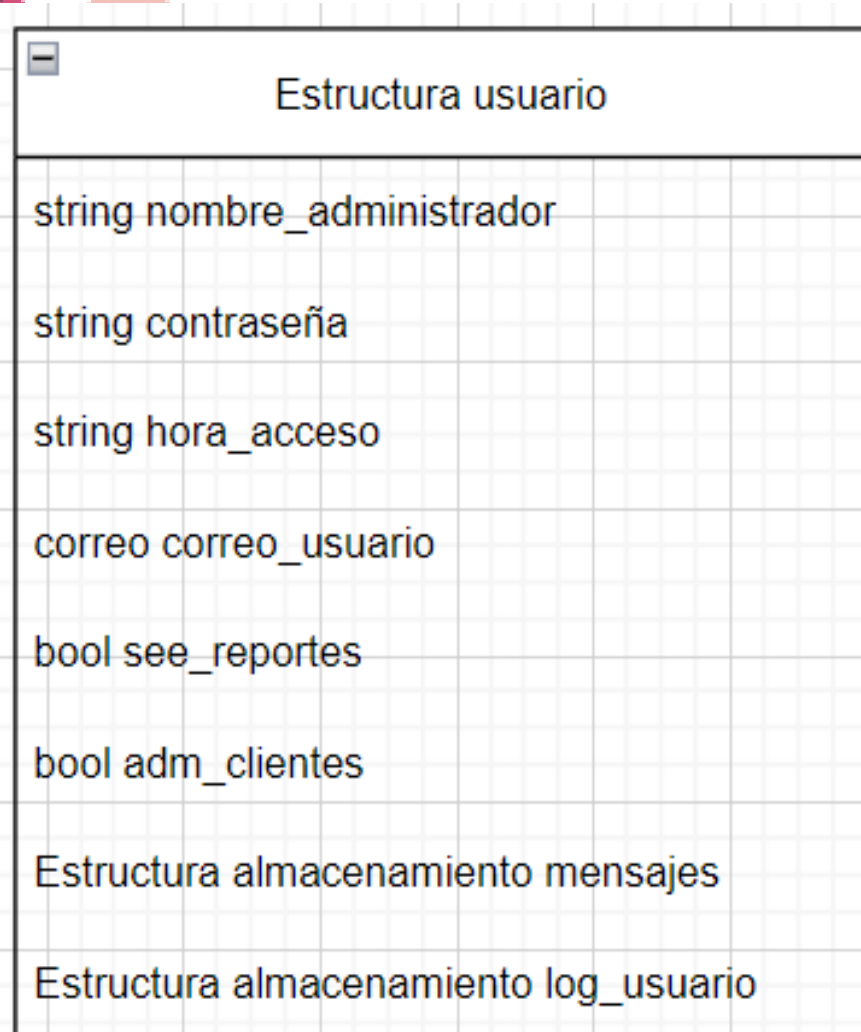 Estructura usuario
string nombre_administrador
string contraseña
string hora_acceso
correo correo_usuario
bool see_reportes
bool adm_clientes
Estructura almacenamiento mensajes
Estructura almacenamiento log_usuario